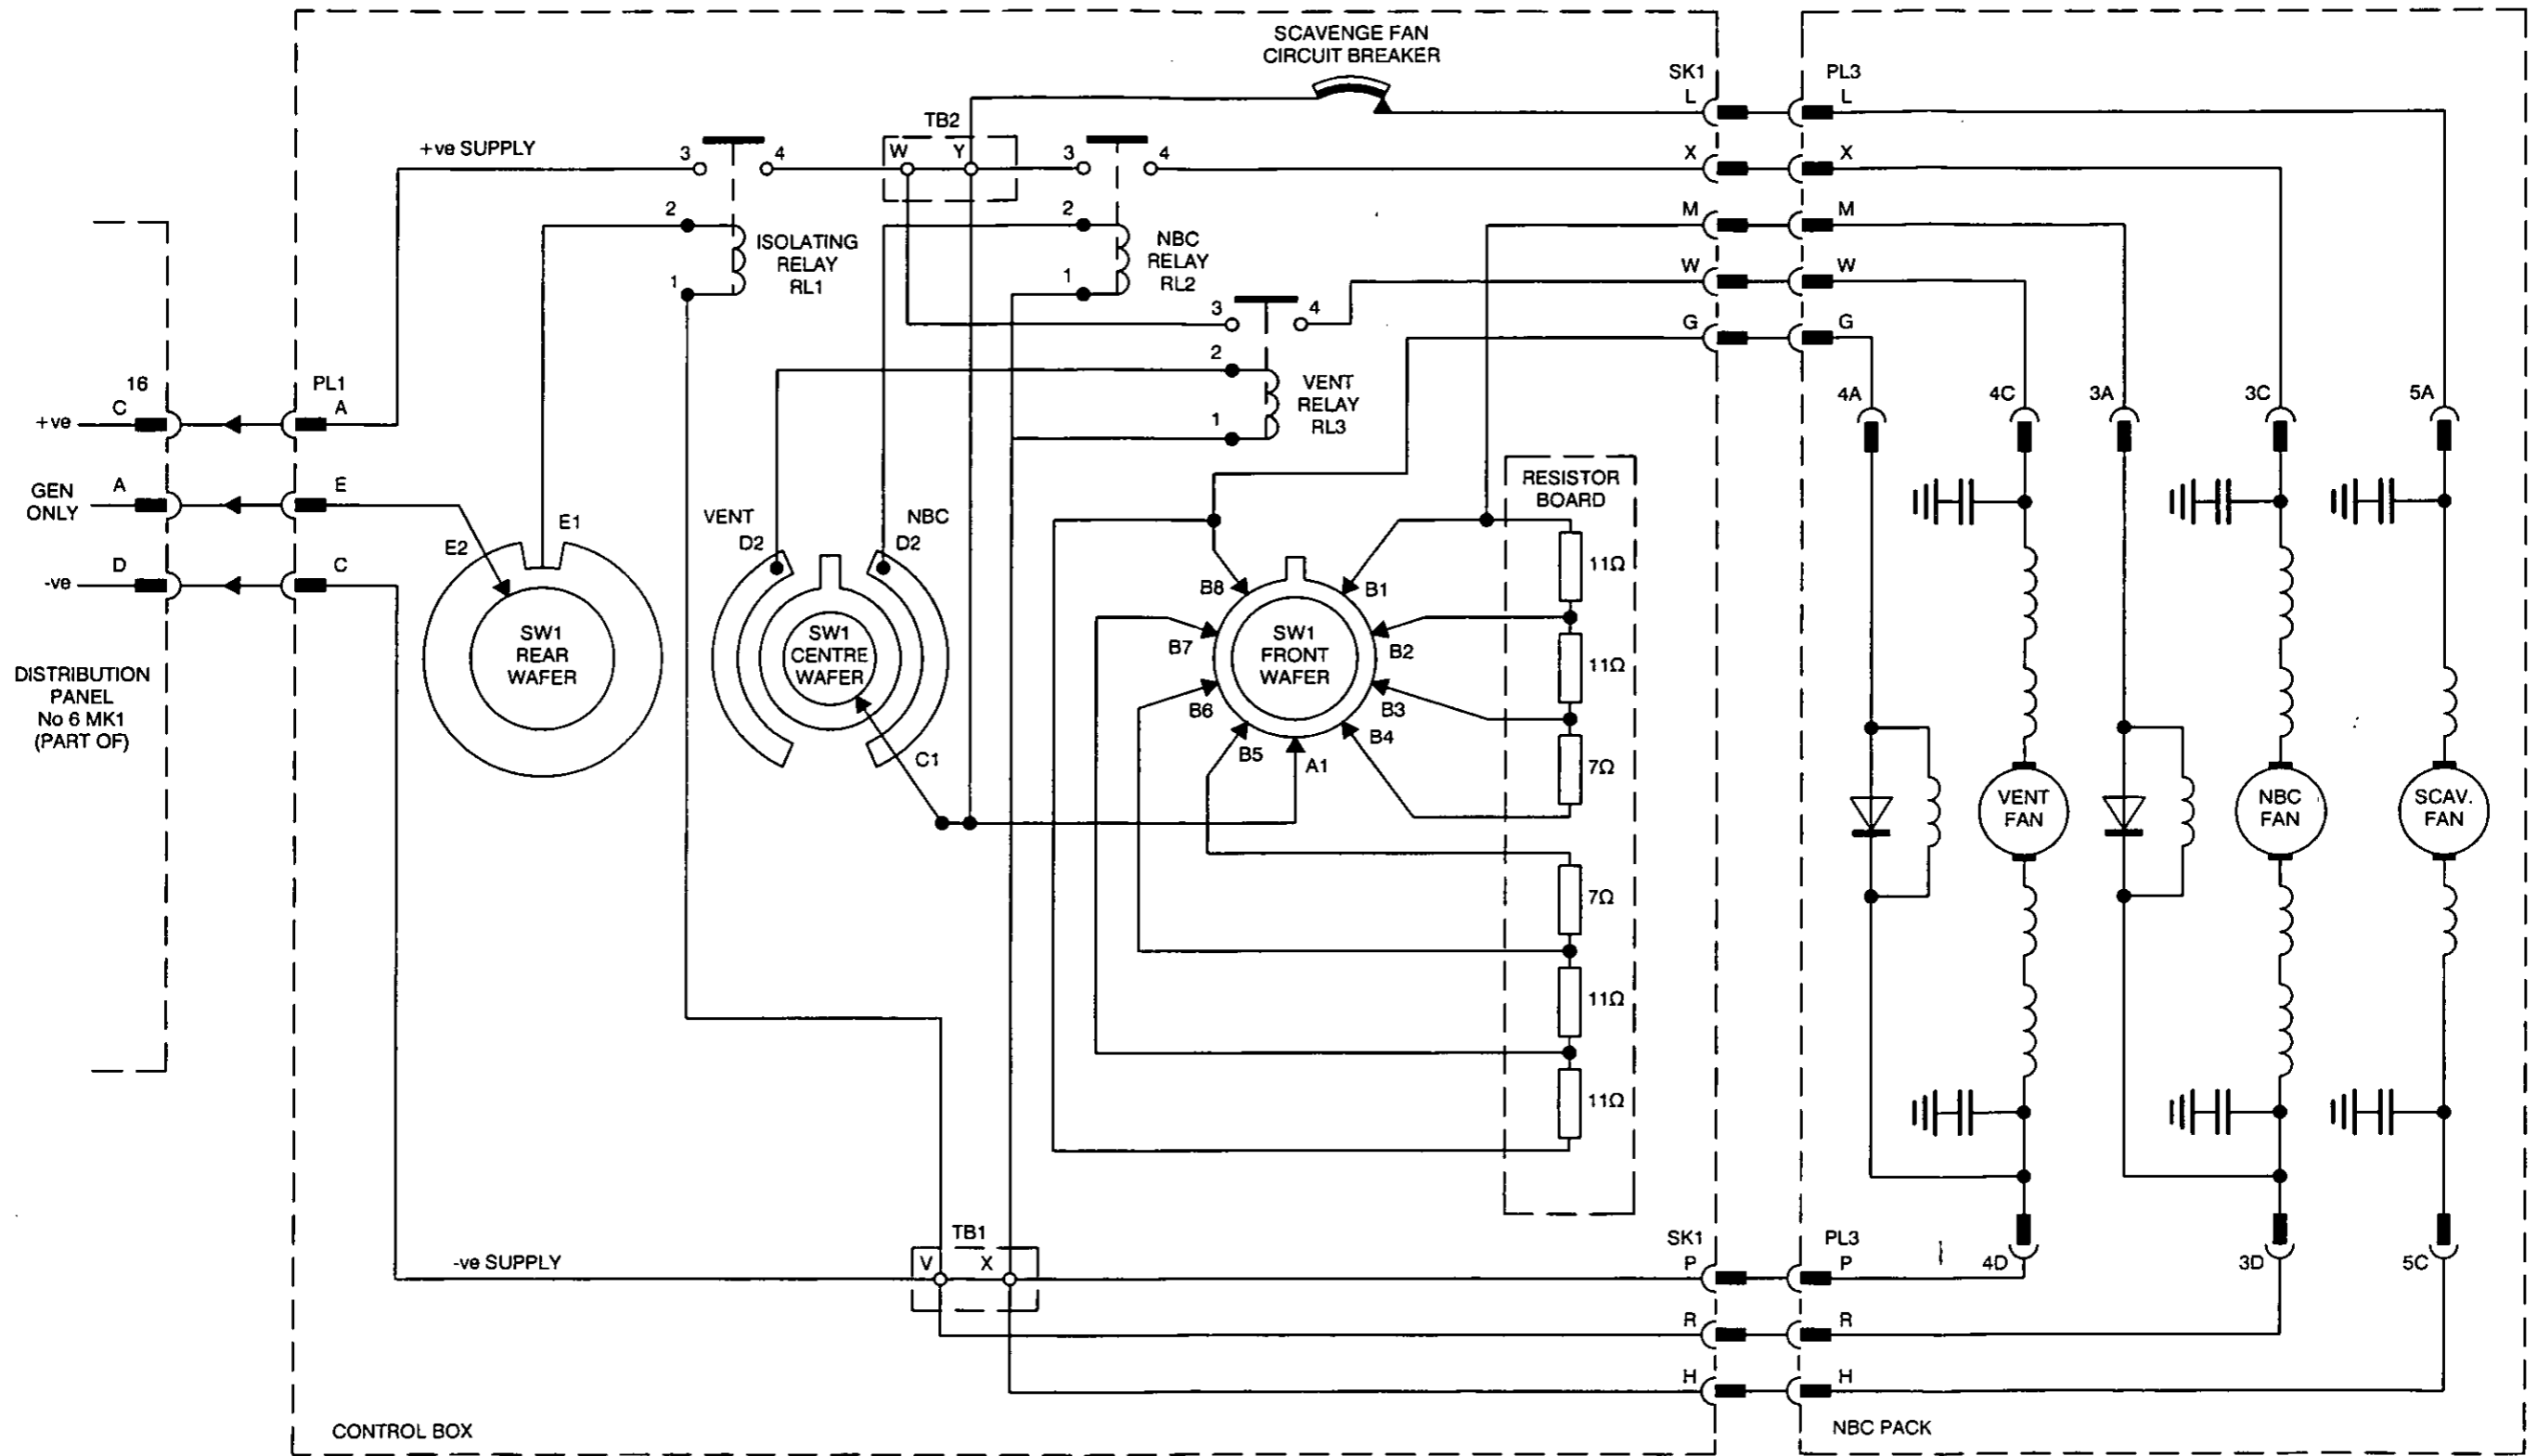 SCAVENGE FAN
CIRCUIT BREAKER
SK1
L
PL3
L
TB2
+ve SUPPLY
3
4
W
Y
3
4
X
X
2
ISOLATING
RELAY
RL1
1
2
NBC
RELAY
RL2
1
M
M
W
W
3
4
G
G
2
VENT
RELAY
RL3
1
16
C
+ve
PL1
A
GEN
ONLY
A
E
-ve
D
C
DISTRIBUTION
PANEL
No 6 MK1
(PART OF)
E1
E2
SW1
REAR
WAFER
VENT
D2
NBC
D2
SW1
CENTRE
WAFER
C1
B8
B1
B7
B2
B6
B3
B5
B4
A1
SW1
FRONT
WAFER
RESISTOR
BOARD
11Ω
11Ω
7Ω
7Ω
11Ω
11Ω
4A
4C
3A
3C
5A
VENT
FAN
NBC
FAN
SCAV.
FAN
TB1
-ve SUPPLY
V
X
SK1
P
PL3
P
4D
3D
5C
R
R
H
H
CONTROL BOX
NBC PACK